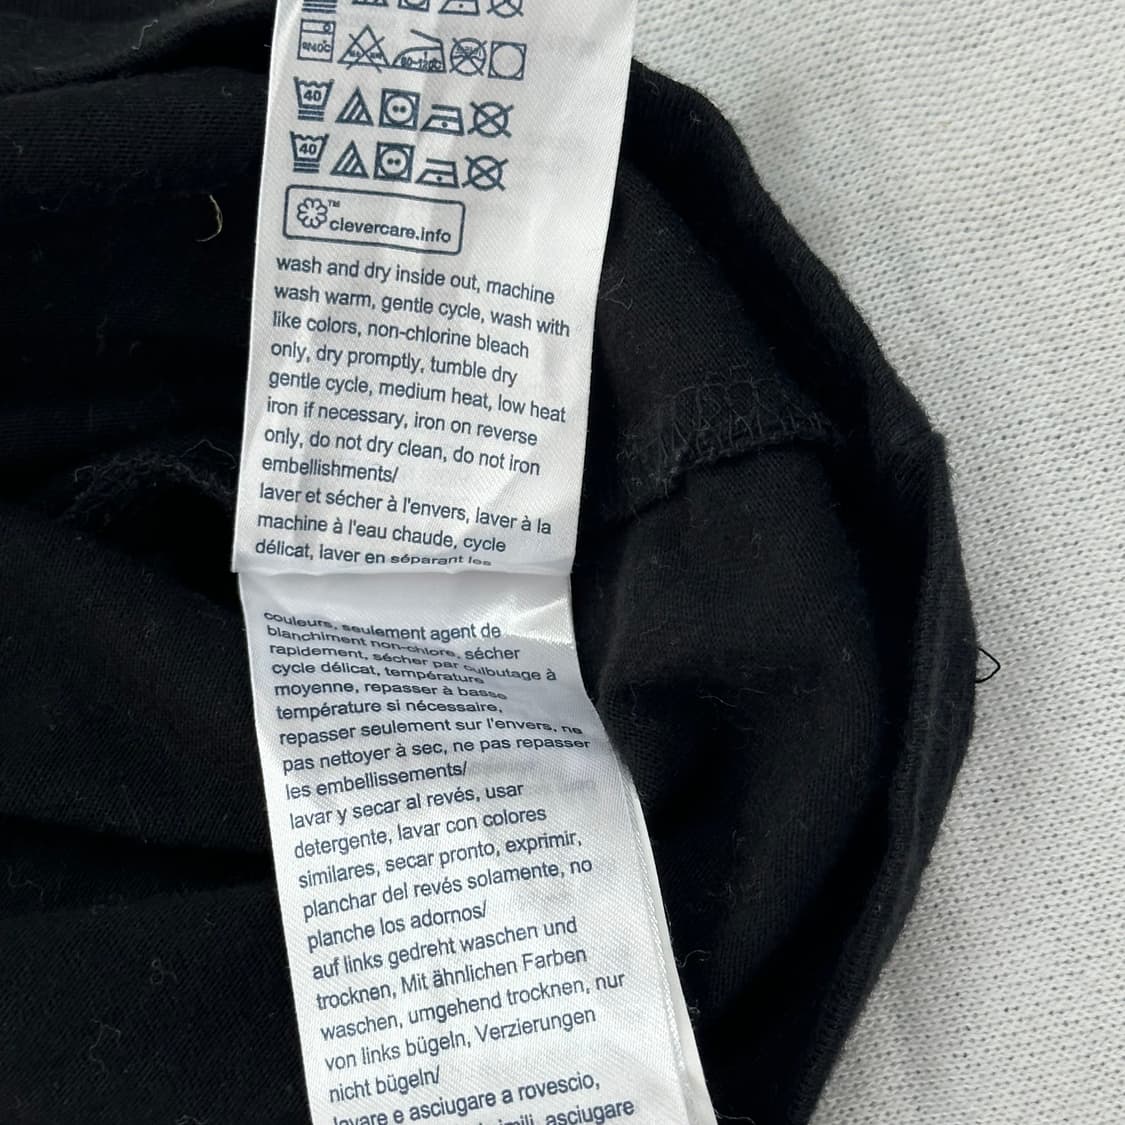 40
40
™
clevercare.info
wash and dry inside out, machine
wash warm, gentle cycle, wash with
like colors, non-chlorine bleach
only, dry promptly, tumble dry
gentle cycle, medium heat, low heat
iron if necessary, iron on reverse
only, do not dry clean, do not iron
embellishments/
laver et sécher à l'envers, laver à la
machine à l'eau chaude, cycle
délicat, laver en séparant les
couleurs, seulement agent de
blanchiment non-chlore, sécher
rapidement, sécher par culbutage à
cycle délicat, température
moyenne, repasser à basse
température si nécessaire,
repasser seulement sur l'envers, ne
pas nettoyer à sec, ne pas repasser
les embellissements/
lavar y secar al revés, usar
detergente, lavar con colores
similares, secar pronto, exprimir,
planchar del revés solamente, no
planche los adornos/
auf links gedreht waschen und
trocknen, Mit ähnlichen Farben
waschen, umgehend trocknen, nur
von links bügeln, Verzierungen
nicht bügeln/
lavare e asciugare a rovescio,
asciugare